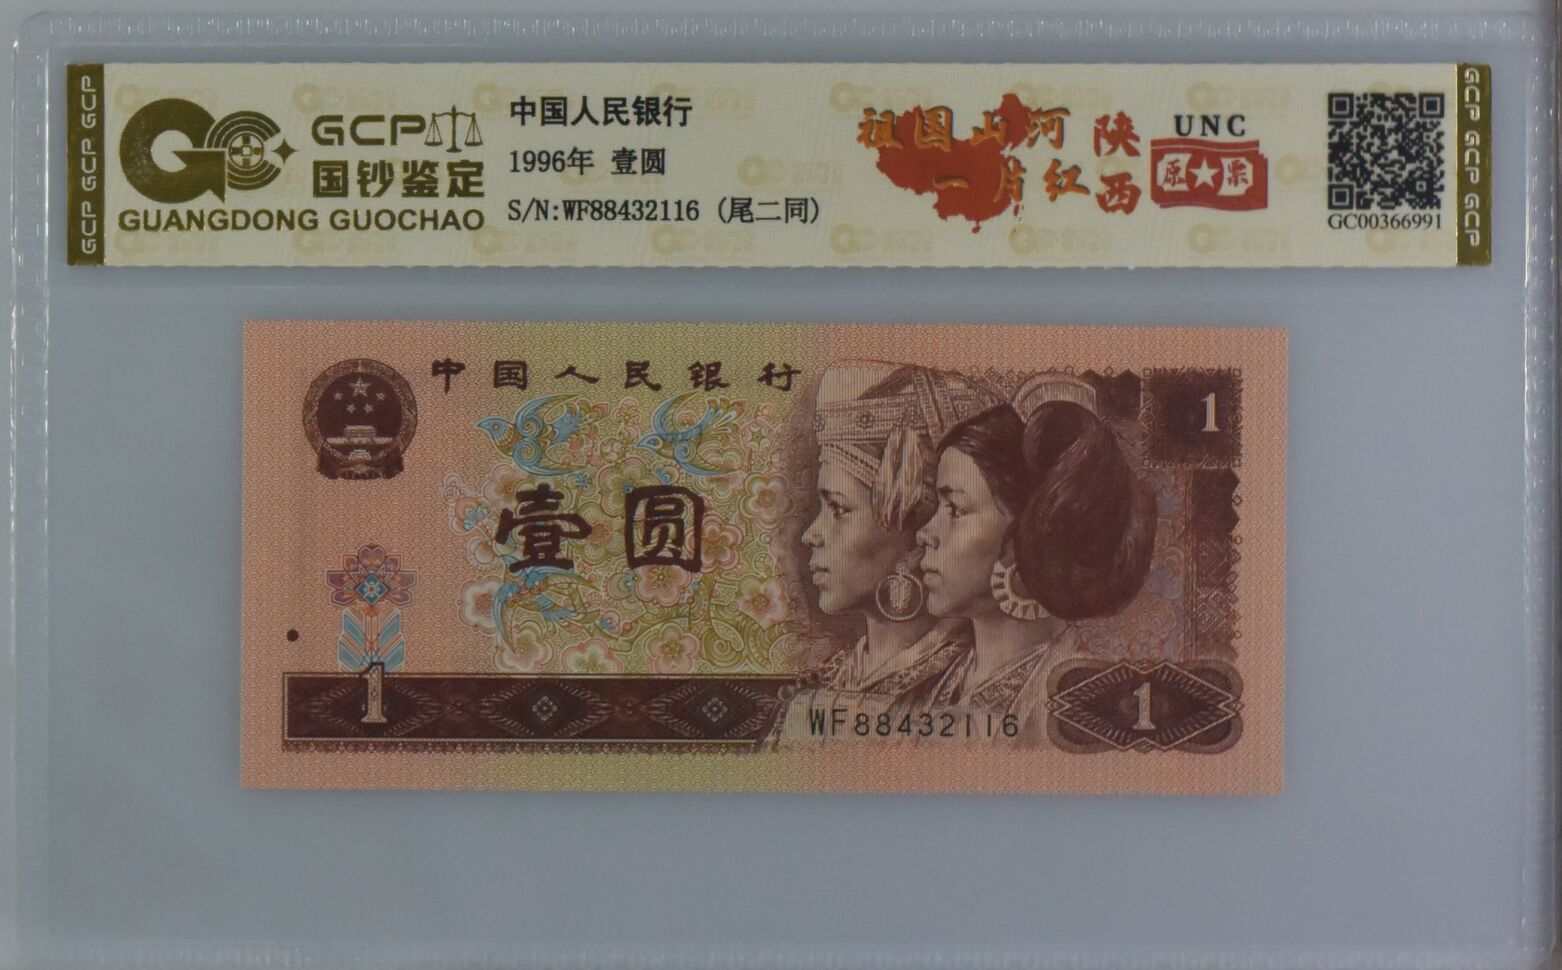 GCP GCP GCP
GCP
国钞鉴定
GUANGDONG GUOCHAO
中国人民银行
1996年 壹圆
S/N:WF88432116 (尾二同)
祖国山河
一片红
陕西
UNC
原★票
GC00366991
GCP GCP GCP
中国人民银行
1
壹圆
1
WF88432116
1